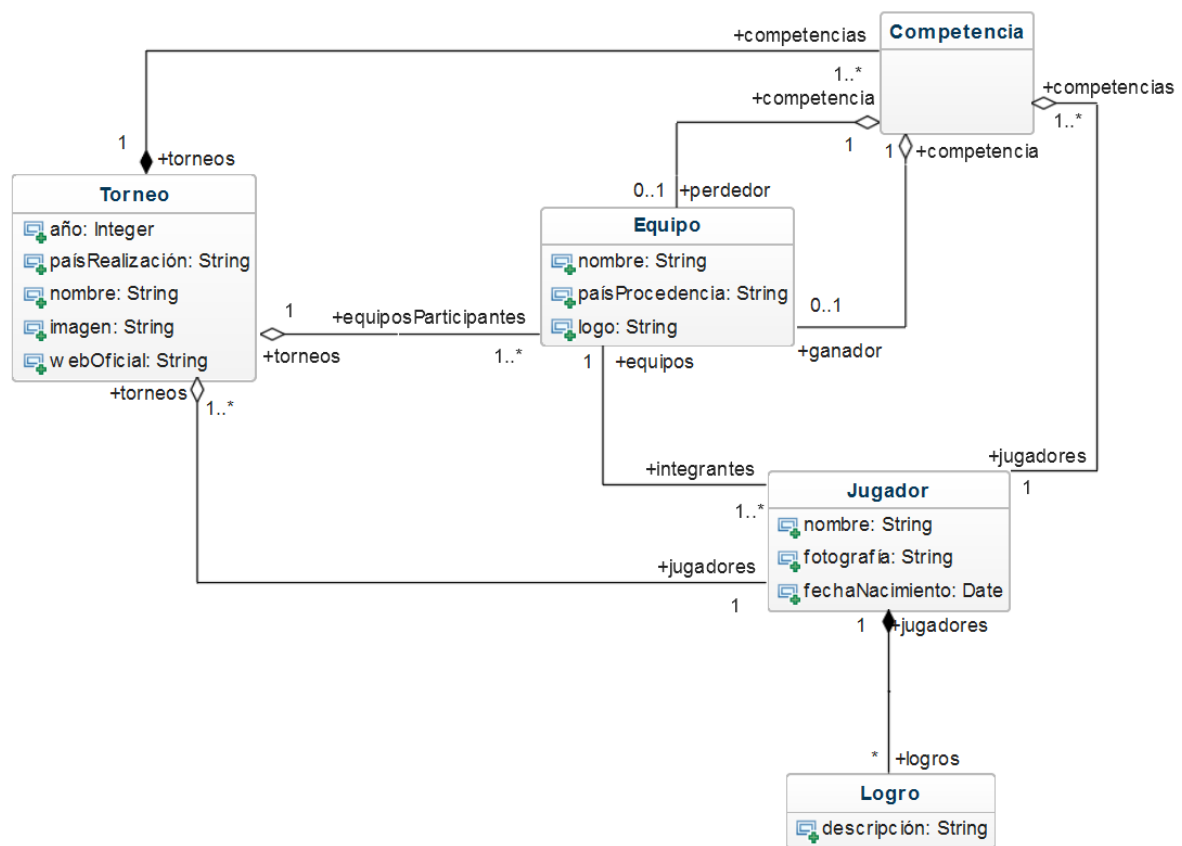 Competencia
+competencias
1..*
+competencia
1
+competencias
1..*
1
+competencia
1
+torneos
Torneo
año: Integer
paísRealización: String
nombre: String
imagen: String
webOficial: String
0..1
+perdedor
Equipo
nombre: String
paísProcedencia: String
logo: String
1
+equiposParticipantes
+torneos
1..*
0..1
+ganador
1
+equipos
+torneos
1..*
+integrantes
1..*
+jugadores
1
Jugador
nombre: String
fotografía: String
fechaNacimiento: Date
+jugadores
1
1
+jugadores
*
+logros
Logro
descripción: String